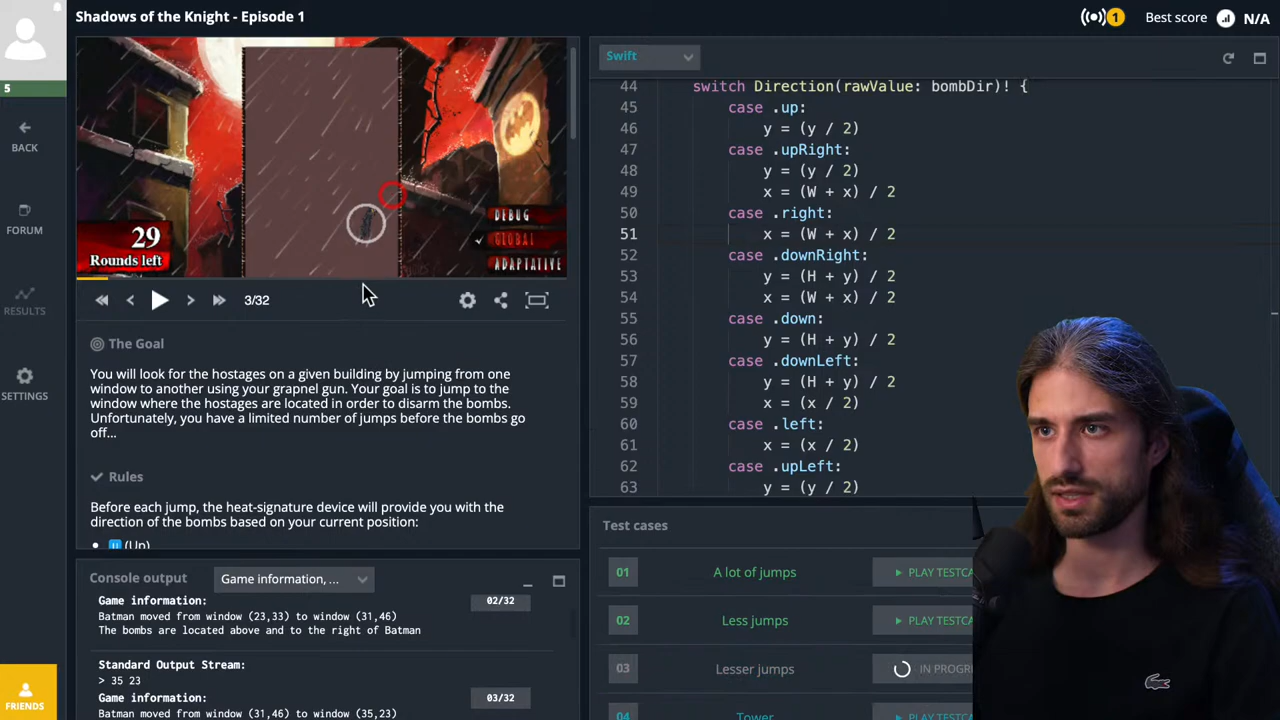 Shadows of the Knight - Episode 1
1
Best score
N/A
5
BACK
FORUM
RESULTS
SETTINGS
FRIENDS
29
Rounds left
DEBUG
GLOBAL
ADAPTIVE
3/32
The Goal
You will look for the hostages on a given building by jumping from one
window to another using your grapnel gun. Your goal is to jump to the
window where the hostages are located in order to disarm the bombs.
Unfortunately, you have a limited number of jumps before the bombs go
off...
Rules
Before each jump, the heat-signature device will provide you with the
direction of the bombs based on your current position:
U (Up)
Console output
Game information, ...
Game information:
02/32
Batman moved from window (23,33) to window (31,46)
The bombs are located above and to the right of Batman
Standard Output Stream:
> 35 23
Game information:
03/32
Batman moved from window (31,46) to window (35,23)
Swift
44 switch Direction(rawValue: bombDir)! {
45 case .up:
46 y = (y / 2)
47 case .upRight:
48 y = (y / 2)
49 x = (W + x) / 2
50 case .right:
51 x = (W + x) / 2
52 case .downRight:
53 y = (H + y) / 2
54 x = (W + x) / 2
55 case .down:
56 y = (H + y) / 2
57 case .downLeft:
58 y = (H + y) / 2
59 x = (x / 2)
60 case .left:
61 x = (x / 2)
62 case .upLeft:
63 y = (y / 2)
Test cases
01 A lot of jumps PLAY TESTCA
02 Less jumps PLAY TESTCA
03 Lesser jumps IN PROGR
04 Tower